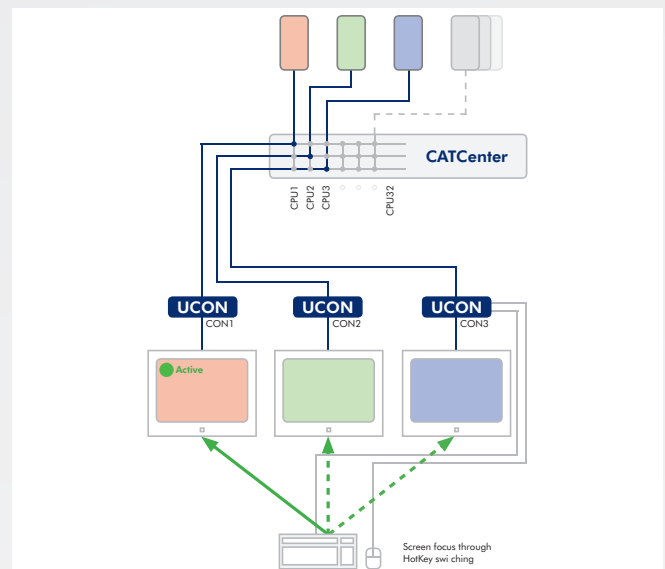 CATCenter
CPU1
CPU2
CPU3
CPU32
UCON
UCON
UCON
CON1
CON2
CON3
Active
Screen focus through
HotKey swi ching